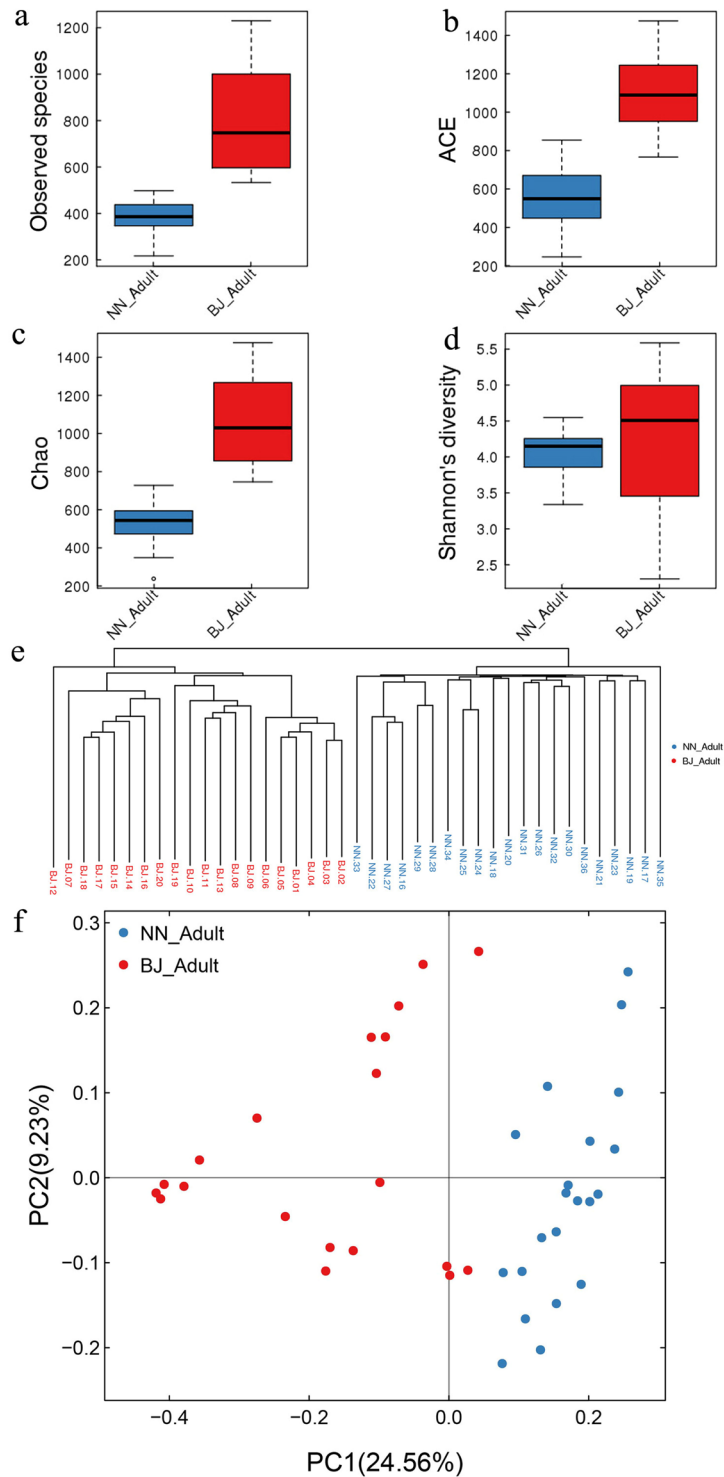 a
Observed species
1200
1000
800
600
400
200
NN_Adult
BJ_Adult
b
ACE
1400
1200
1000
800
600
400
200
NN_Adult
BJ_Adult
c
Chao
1400
1200
1000
800
600
400
200
NN_Adult
BJ_Adult
d
Shannon's diversity
5.5
5.0
4.5
4.0
3.5
3.0
2.5
NN_Adult
BJ_Adult
e
BJ.12
BJ.07
BJ.18
BJ.17
BJ.15
BJ.14
BJ.16
BJ.20
BJ.19
BJ.10
BJ.11
BJ.13
BJ.08
BJ.09
BJ.06
BJ.05
BJ.01
BJ.04
BJ.03
BJ.02
NN.33
NN.22
NN.27
NN.16
NN.29
NN.28
NN.34
NN.25
NN.24
NN.18
NN.20
NN.31
NN.26
NN.32
NN.30
NN.36
NN.21
NN.23
NN.19
NN.17
NN.35
NN_Adult
BJ_Adult
f
NN_Adult
BJ_Adult
PC2(9.23%)
0.3
0.2
0.1
0.0
−0.1
−0.2
−0.4
−0.2
0.0
0.2
PC1(24.56%)